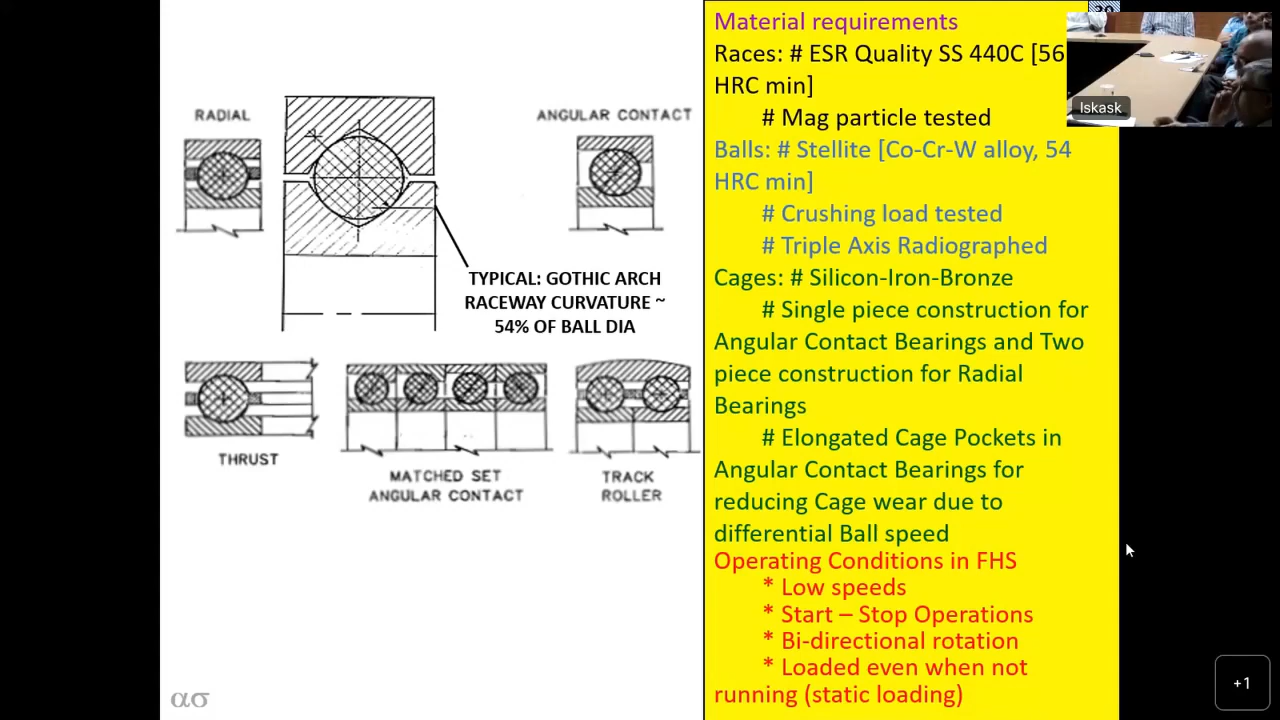 RADIAL
ANGULAR CONTACT
TYPICAL: GOTHIC ARCH
RACEWAY CURVATURE ~
54% OF BALL DIA
THRUST
MATCHED SET
ANGULAR CONTACT
TRACK
ROLLER
ασ
Material requirements
Races: # ESR Quality SS 440C [56
HRC min]
# Mag particle tested
Balls: # Stellite [Co-Cr-W alloy, 54
HRC min]
# Crushing load tested
# Triple Axis Radiographed
Cages: # Silicon-Iron-Bronze
# Single piece construction for
Angular Contact Bearings and Two
piece construction for Radial
Bearings
# Elongated Cage Pockets in
Angular Contact Bearings for
reducing Cage wear due to
differential Ball speed
Operating Conditions in FHS
* Low speeds
* Start – Stop Operations
* Bi-directional rotation
* Loaded even when not
running (static loading)
Iskask
+1